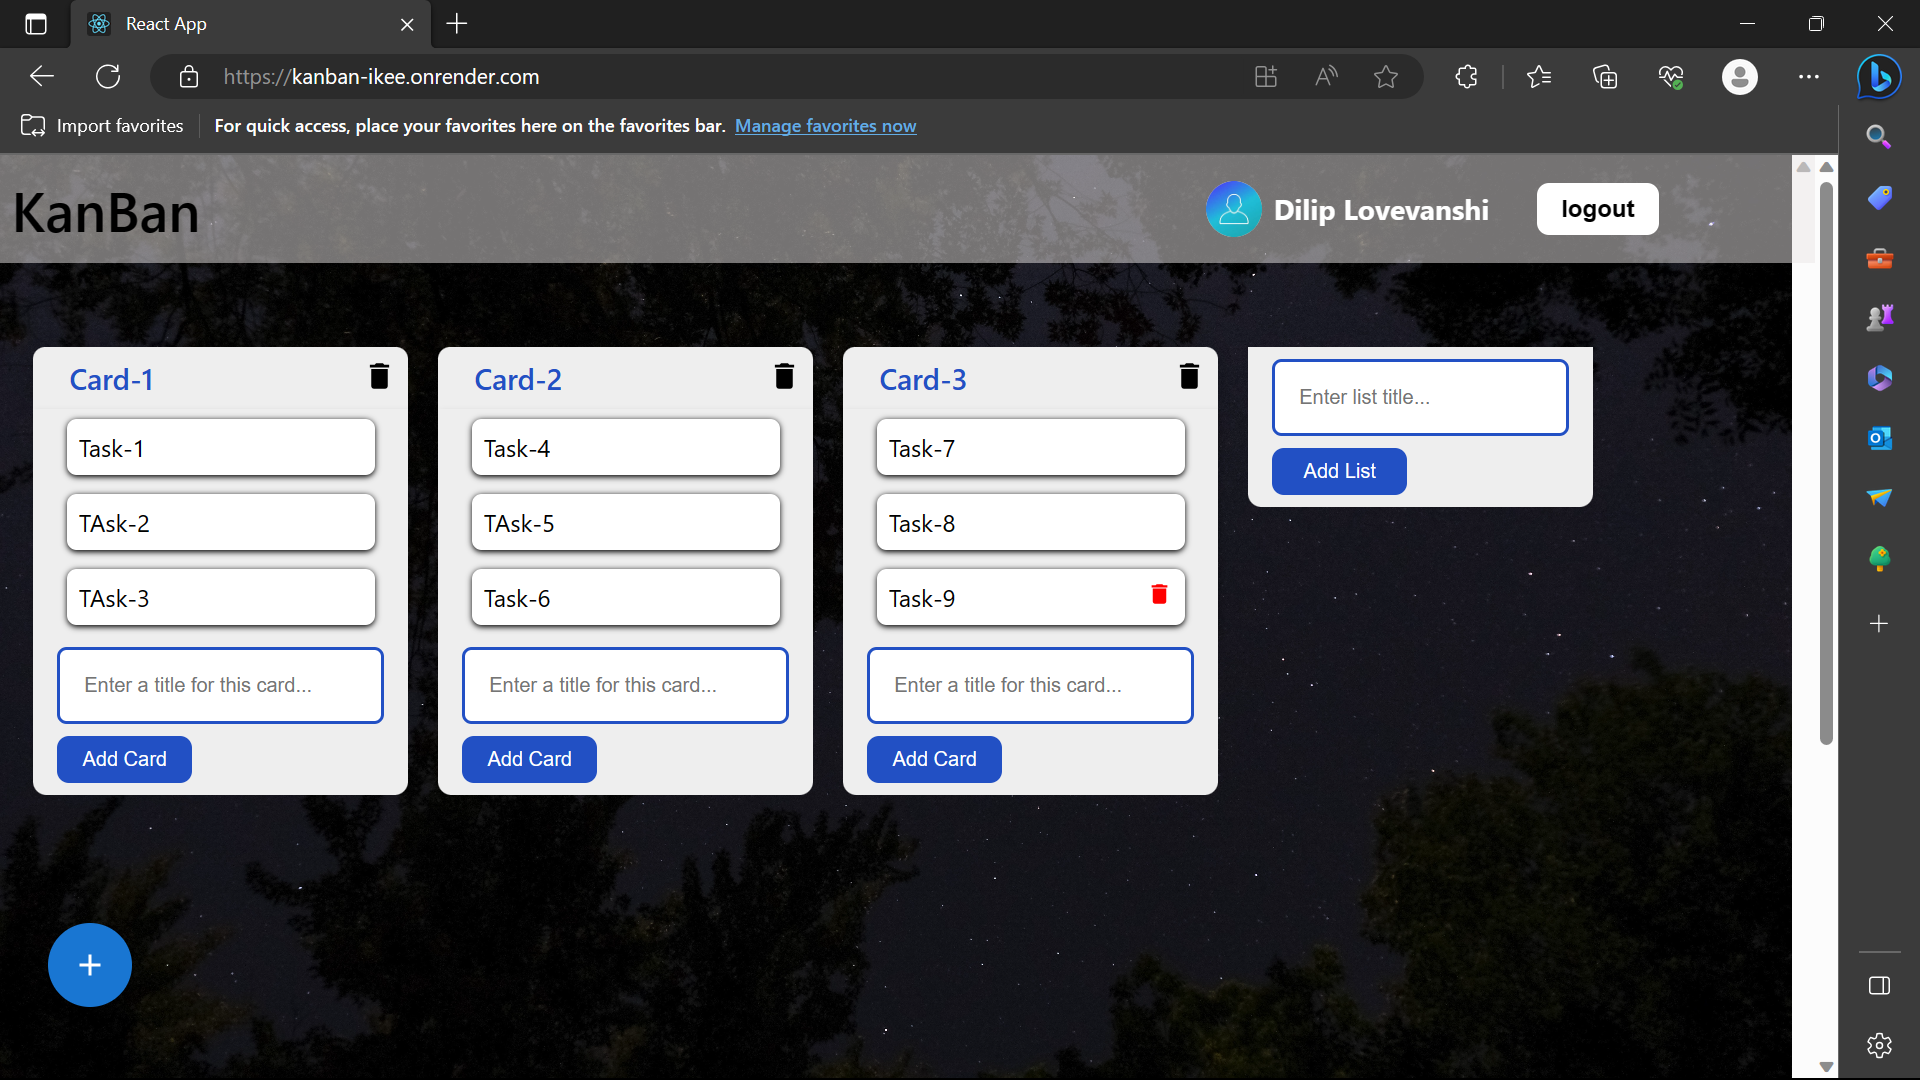 React App
https://kanban-ikee.onrender.com
Import favorites
For quick access, place your favorites here on the favorites bar. Manage favorites now
KanBan
Dilip Lovevanshi
logout
Card-1
Task-1
TAsk-2
TAsk-3
Enter a title for this card...
Add Card
Card-2
Task-4
TAsk-5
Task-6
Enter a title for this card...
Add Card
Card-3
Task-7
Task-8
Task-9
Enter a title for this card...
Add Card
Enter list title...
Add List